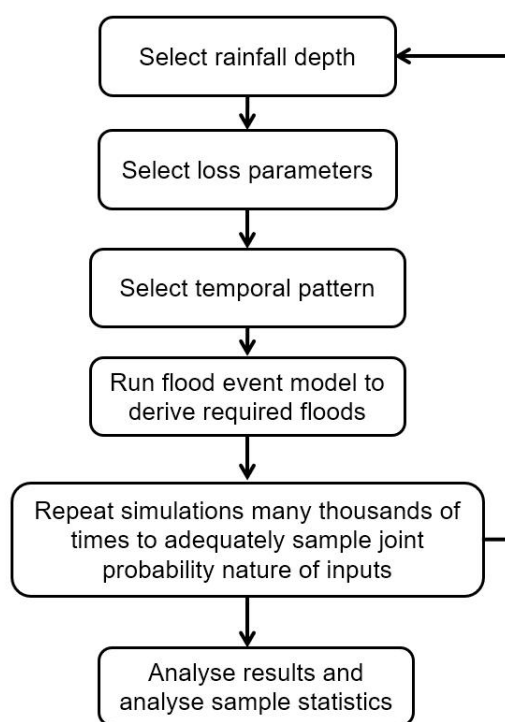 Select rainfall depth
Select loss parameters
Select temporal pattern
Run flood event model to
derive required floods
Repeat simulations many thousands of
times to adequately sample joint
probability nature of inputs
Analyse results and
analyse sample statistics